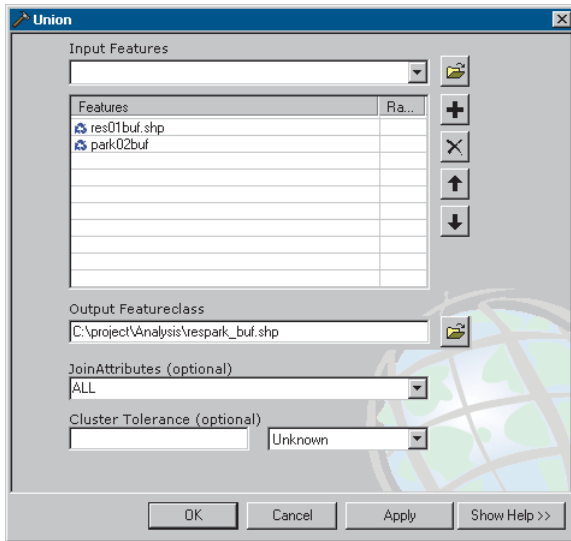 Union
Input Features
Features Ra...
res01buf.shp
park02buf
Output Featureclass
C:\project\Analysis\respark_buf.shp
JoinAttributes (optional)
ALL
Cluster Tolerance (optional)
Unknown
OK Cancel Apply Show Help >>